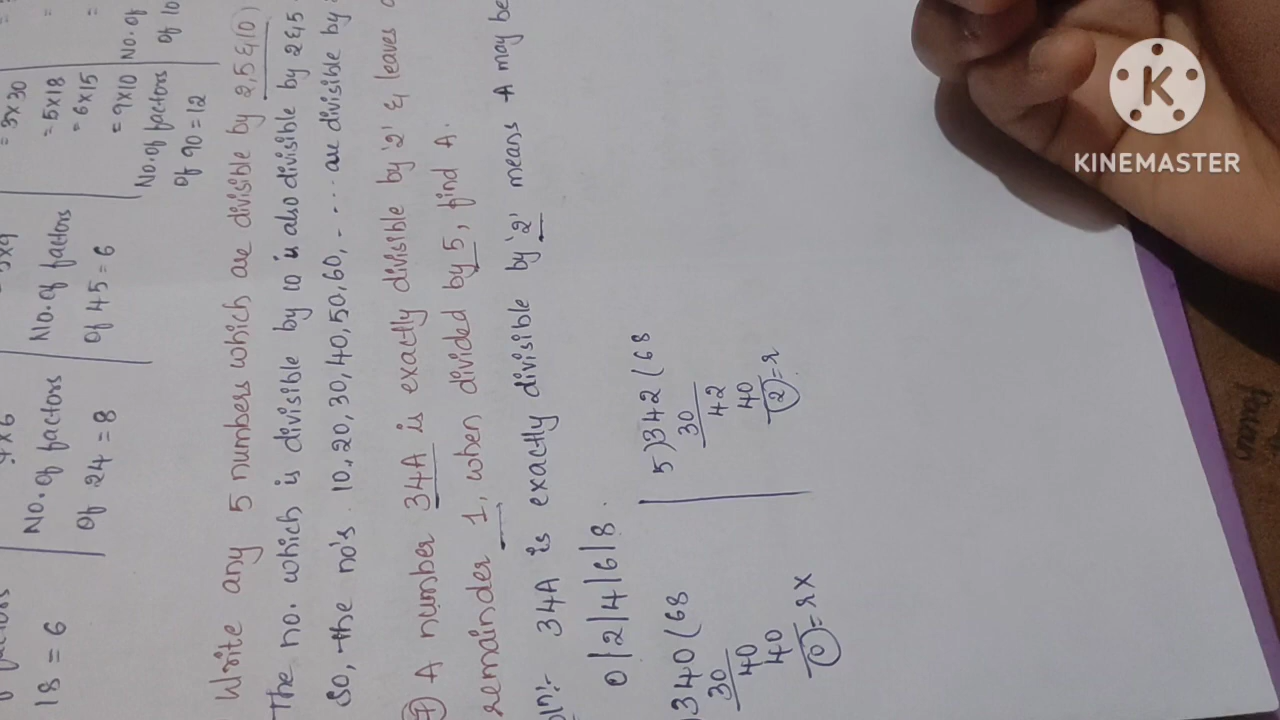 = 3x30
= 5x18
= 6x15
= 9x10
No. of factors
of 90 = 12
No. of
of 10
No. of factors
of 45 = 6
No. of factors
of 24 = 8
18 = 6
Write any 5 numbers which are divisible by 2,5 & 10
The no. which is divisible by 10 is also divisible by 2 & 5
So, the no's 10, 20, 30, 40, 50, 60, ..... are divisible by
7) A number 34A is exactly divisible by '2' & leaves
remainder 1, when divided by 5, find A.
34A is exactly divisible by '2' means A may be
0/2/4/6/8.
)340(68
30
40
40
0 = r x
5)342(68
30
42
40
2 = r
KINEMASTER